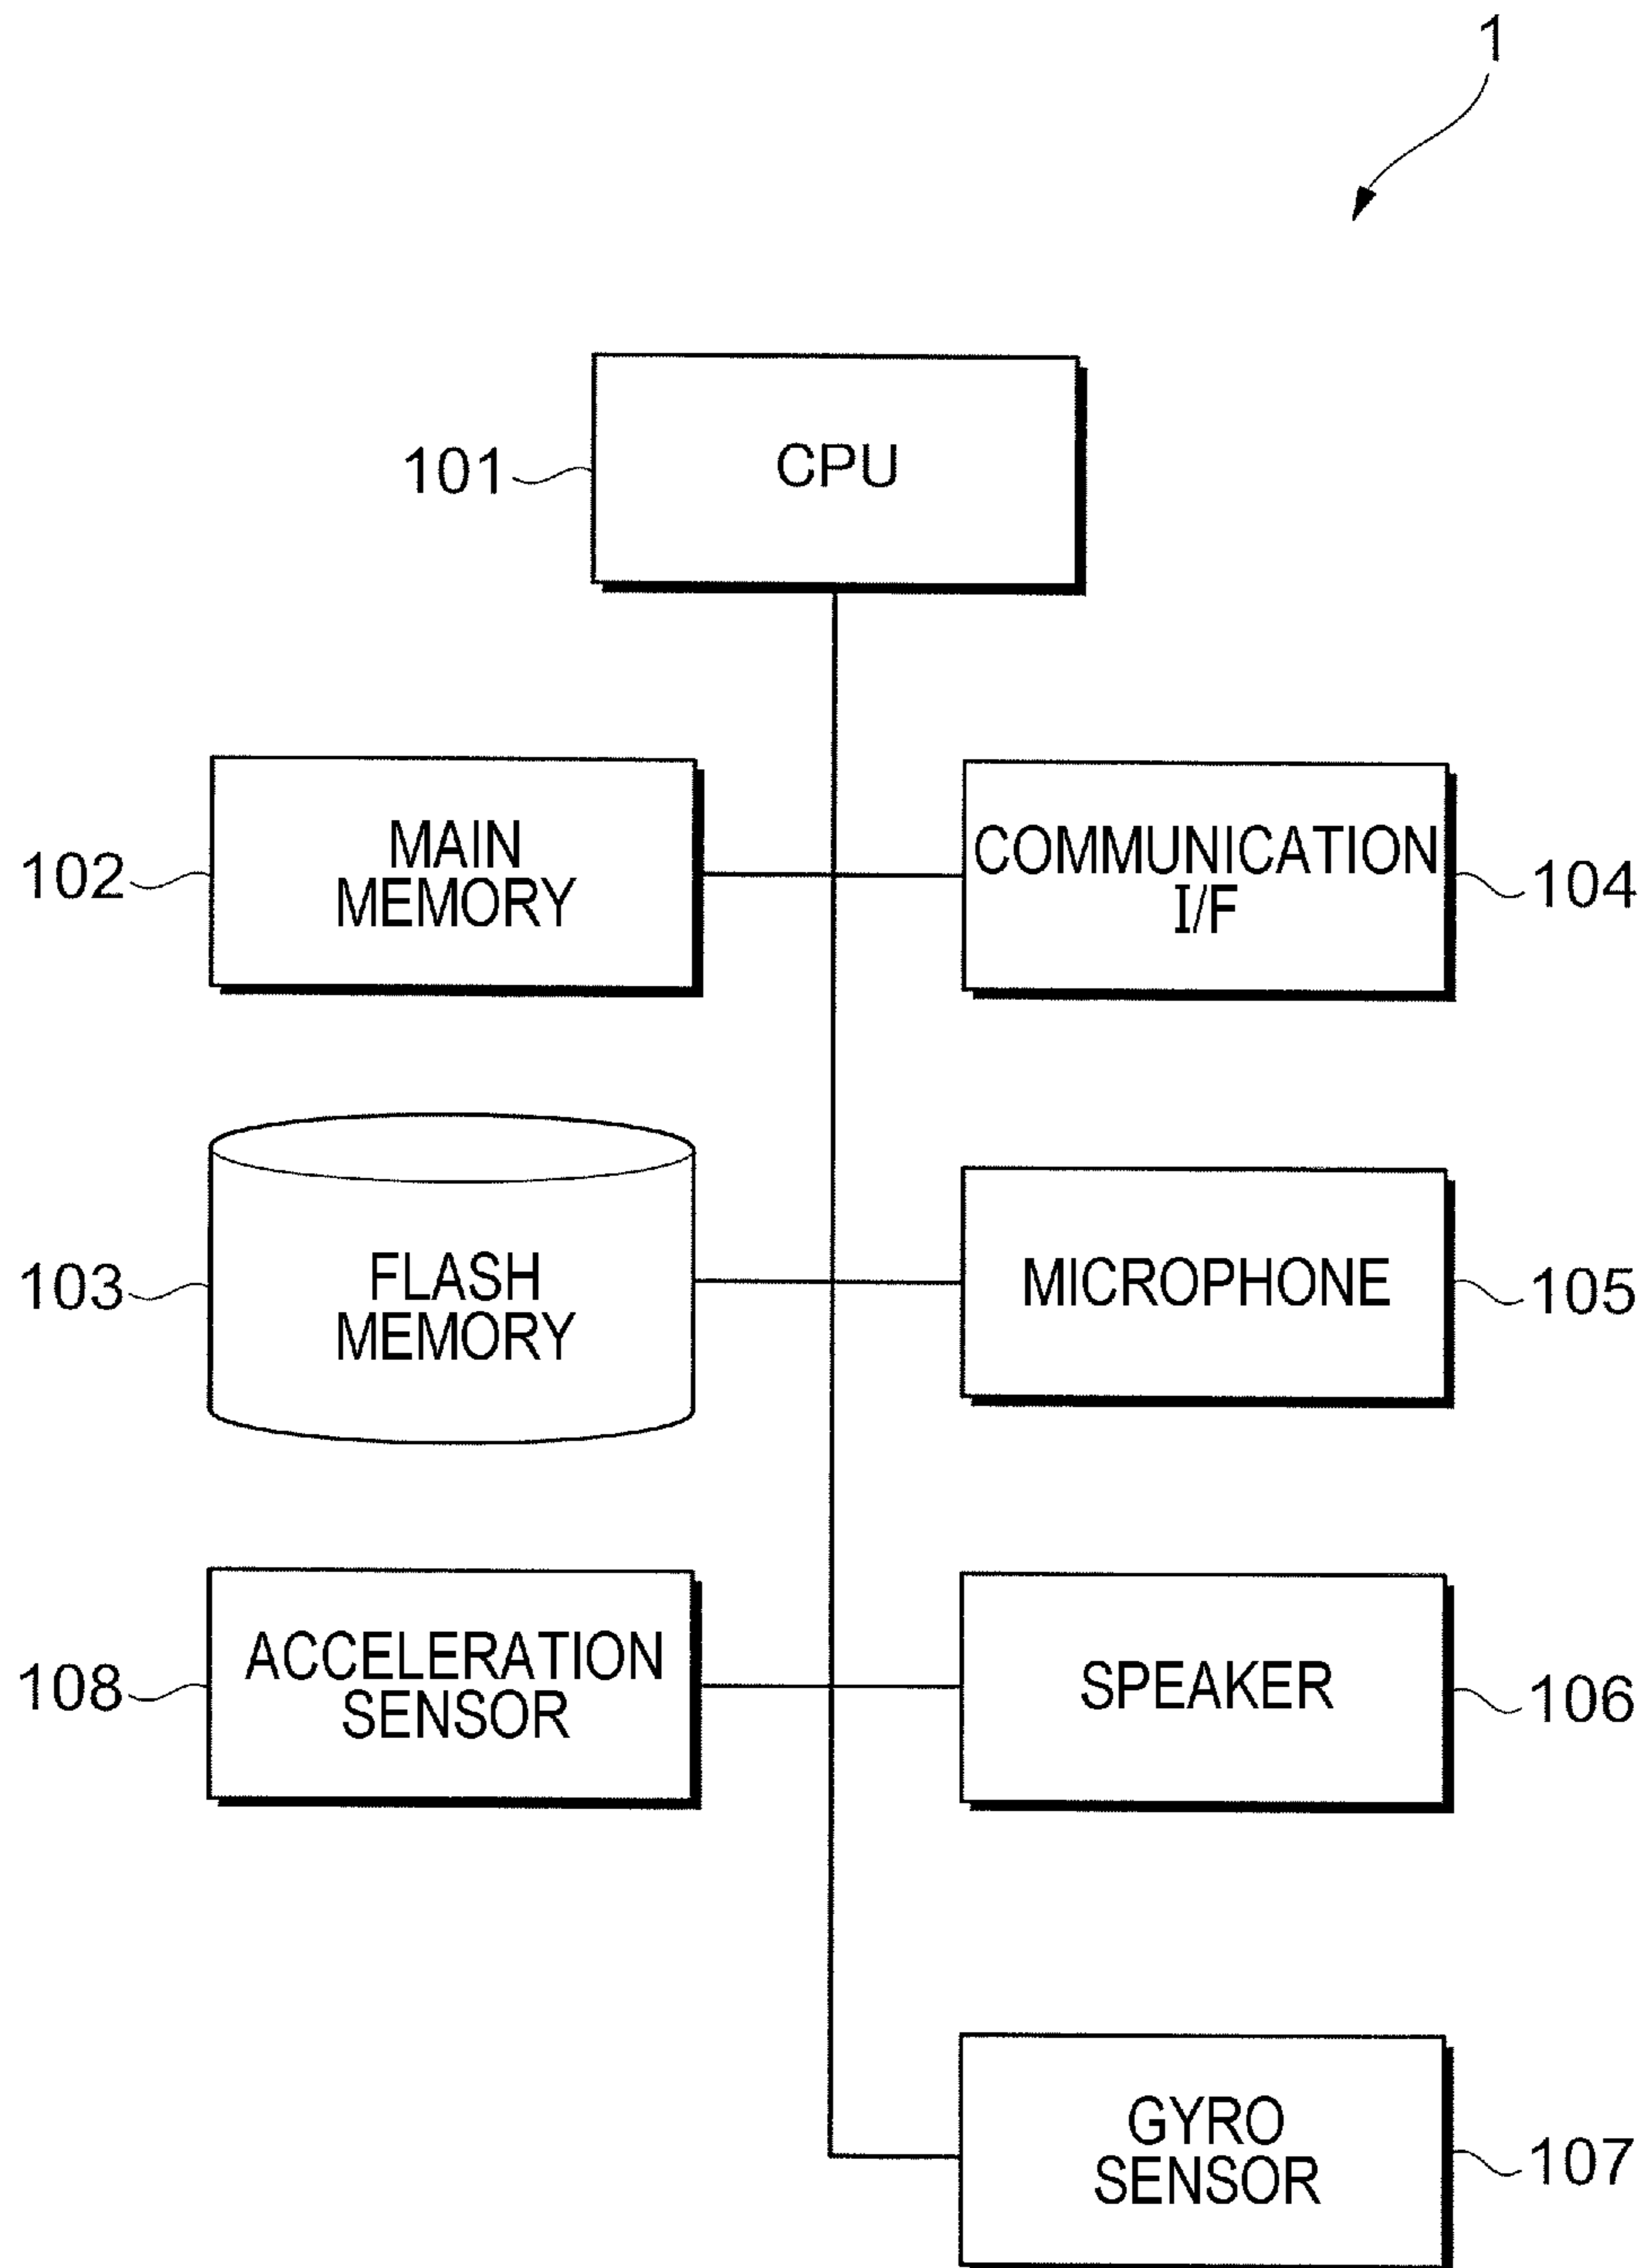 1
101
CPU
102
MAIN
MEMORY
COMMUNICATION
I/F
104
103
FLASH
MEMORY
MICROPHONE
105
108
ACCELERATION
SENSOR
SPEAKER
106
GYRO
SENSOR
107